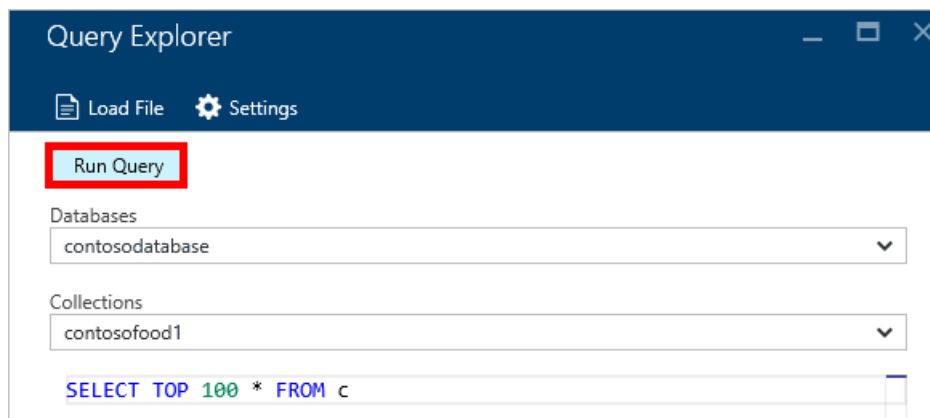 Query Explorer
Load File Settings
Run Query
Databases
contosodatabase
Collections
contosofood1
SELECT TOP 100 * FROM c